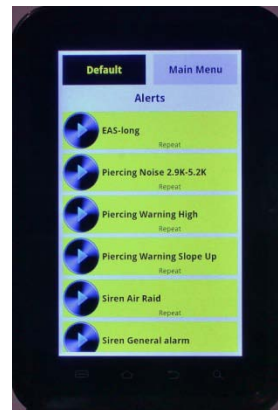 Default Main Menu
Alerts
EAS-long
Repeat
Piercing Noise 2.9K-5.2K
Repeat
Piercing Warning High
Repeat
Piercing Warning Slope Up
Repeat
Siren Air Raid
Repeat
Siren General alarm